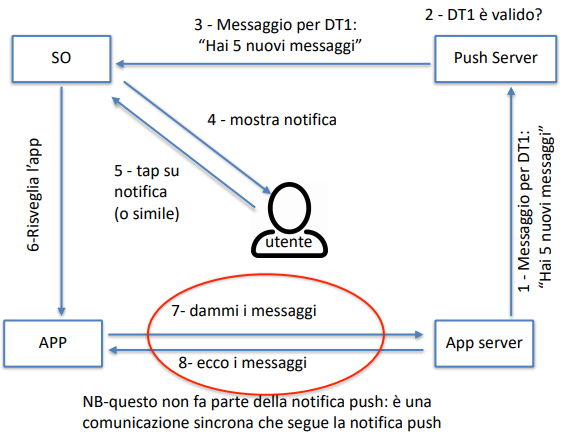 3 - Messaggio per DT1:
“Hai 5 nuovi messaggi”
2 - DT1 è valido?
SO
Push Server
4 - mostra notifica
5 - tap su
notifica
(o simile)
6-Risveglia l’app
utente
1 - Messaggio per DT1:
“Hai 5 nuovi messaggi”
7- dammi i messaggi
APP
App server
8- ecco i messaggi
NB-questo non fa parte della notifica push: è una
comunicazione sincrona che segue la notifica push